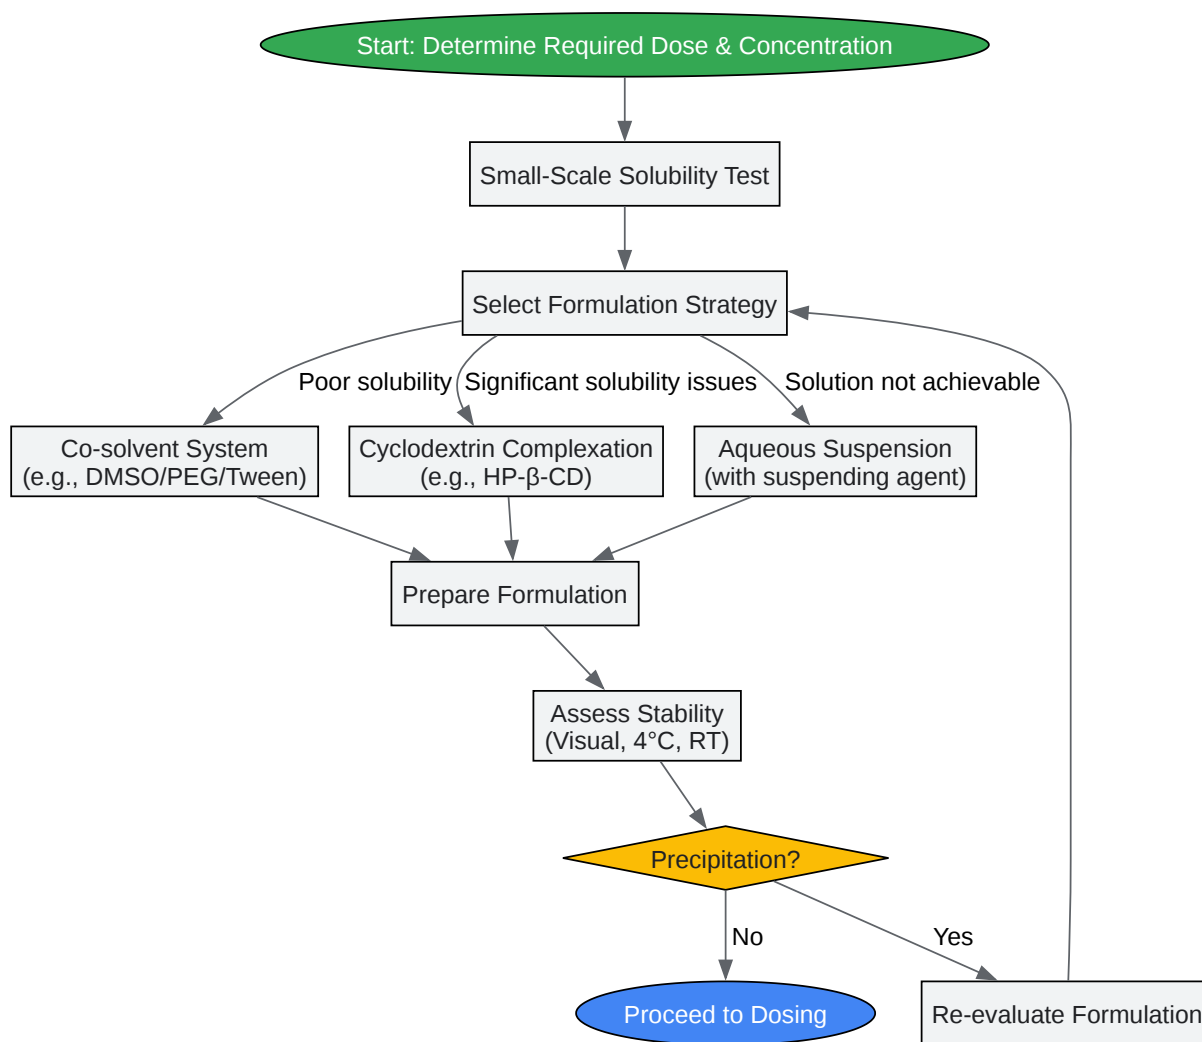 Start: Determine Required Dose & Concentration
Small-Scale Solubility Test
Select Formulation Strategy
Poor solubility
Significant solubility issues
Solution not achievable
Co-solvent System
(e.g., DMSO/PEG/Tween)
Cyclodextrin Complexation
(e.g., HP-β-CD)
Aqueous Suspension
(with suspending agent)
Prepare Formulation
Assess Stability
(Visual, 4°C, RT)
Precipitation?
No
Yes
Proceed to Dosing
Re-evaluate Formulation